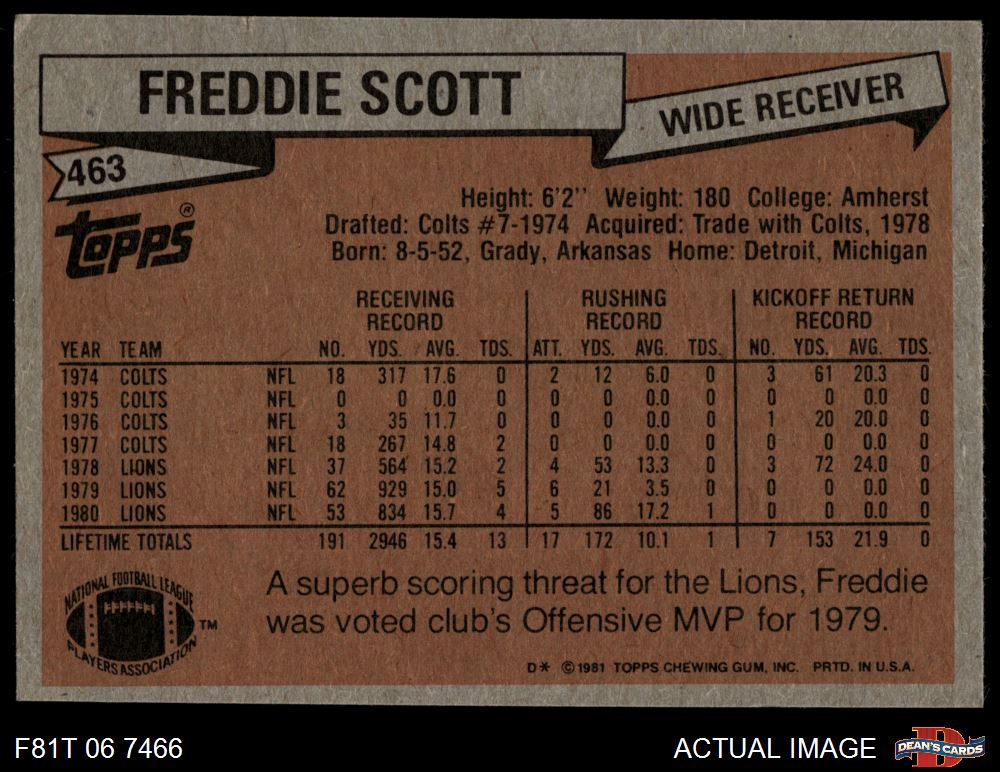 FREDDIE SCOTT
WIDE RECEIVER
463
TOPPS®
Height: 6'2'' Weight: 180 College: Amherst
Drafted: Colts #7-1974 Acquired: Trade with Colts, 1978
Born: 8-5-52, Grady, Arkansas Home: Detroit, Michigan
RECEIVING RECORD RUSHING RECORD KICKOFF RETURN RECORD
YEAR TEAM NO. YDS. AVG. TDS. ATT. YDS. AVG. TDS. NO. YDS. AVG. TDS.
1974 COLTS NFL 18 317 17.6 0 2 12 6.0 0 3 61 20.3 0
1975 COLTS NFL 0 0 0.0 0 0 0 0.0 0 0 0 0.0 0
1976 COLTS NFL 3 35 11.7 0 0 0 0.0 0 1 20 20.0 0
1977 COLTS NFL 18 267 14.8 2 0 0 0.0 0 0 0 0.0 0
1978 LIONS NFL 37 564 15.2 2 4 53 13.3 0 3 72 24.0 0
1979 LIONS NFL 62 929 15.0 5 6 21 3.5 0 0 0 0.0 0
1980 LIONS NFL 53 834 15.7 4 5 86 17.2 1 0 0 0.0 0
LIFETIME TOTALS 191 2946 15.4 13 17 172 10.1 1 7 153 21.9 0
NATIONAL FOOTBALL LEAGUE
PLAYERS ASSOCIATION
TM
A superb scoring threat for the Lions, Freddie
was voted club's Offensive MVP for 1979.
D* ©1981 TOPPS CHEWING GUM, INC. PRTD. IN U.S.A.
F81T 06 7466
ACTUAL IMAGE
D
DEAN'S CARDS